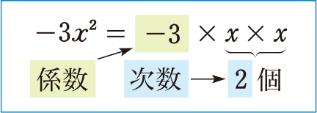 −3x² = −3 × x × x
係数 次数 → 2個